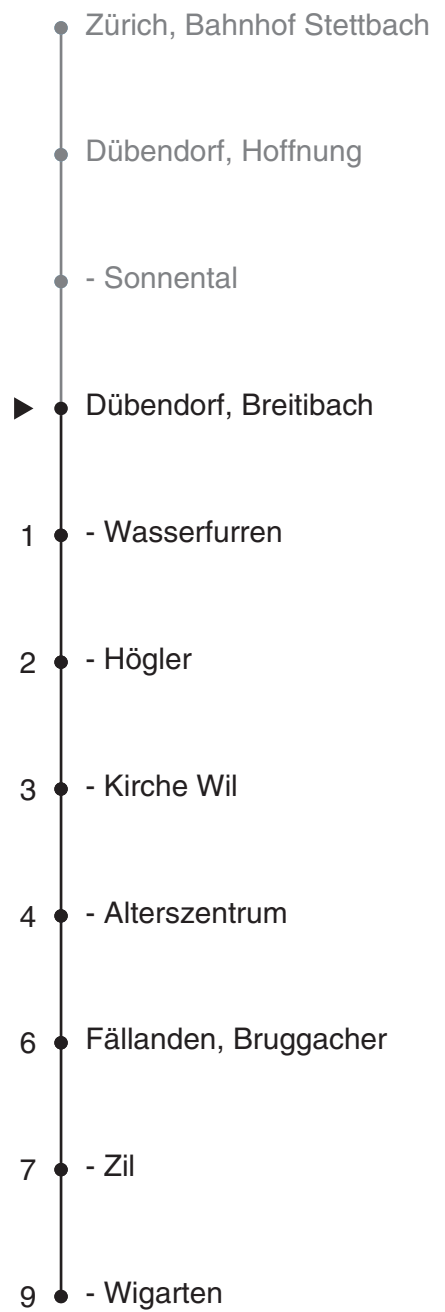 Zürich, Bahnhof Stettbach
Dübendorf, Hoffnung
- Sonnental
Dübendorf, Breitibach
1 - Wasserfurren
2 - Högler
3 - Kirche Wil
4 - Alterszentrum
6 Fällanden, Bruggacher
7 - Zil
9 - Wigarten